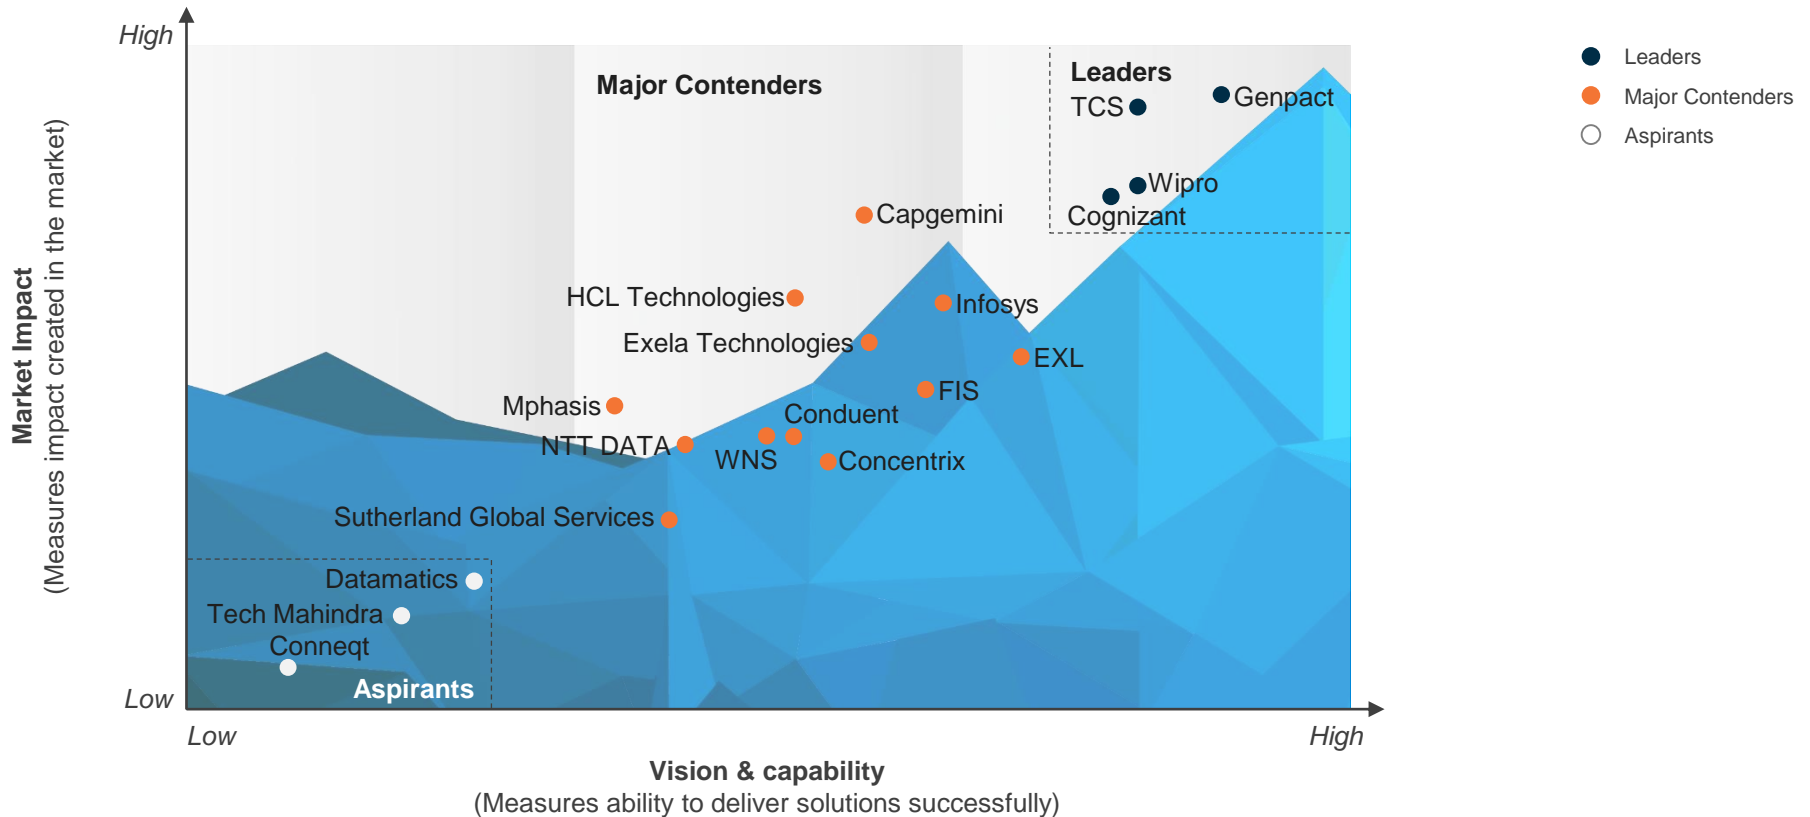 High
Major Contenders
Leaders
TCS
Genpact
Wipro
Cognizant
Capgemini
HCL Technologies
Infosys
Exela Technologies
EXL
FIS
Mphasis
Conduent
NTT DATA
WNS
Concentrix
Sutherland Global Services
Datamatics
Tech Mahindra
Conneqt
Aspirants
Low
Low
High
Market Impact
(Measures impact created in the market)
Vision & capability
(Measures ability to deliver solutions successfully)
Leaders
Major Contenders
Aspirants